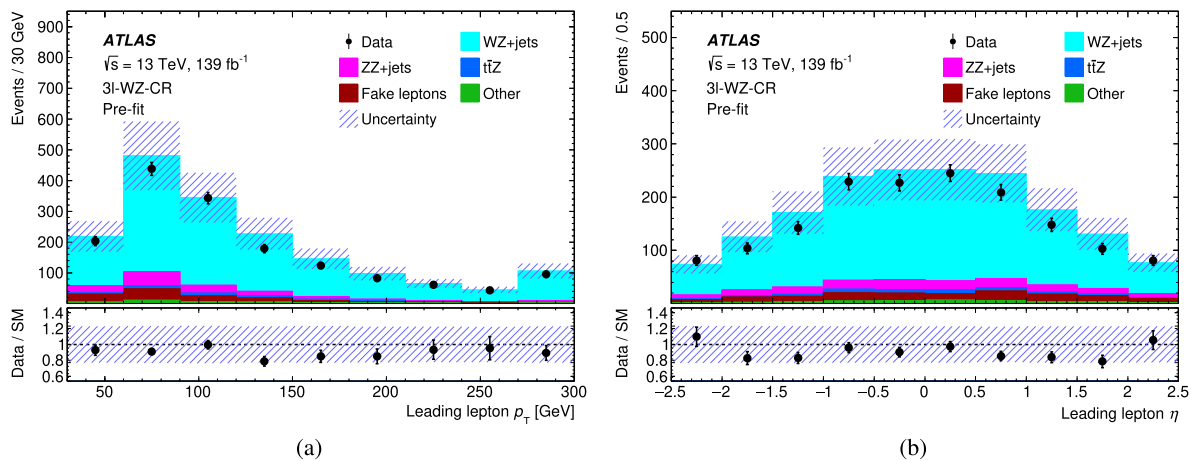 Events / 30 GeV
900
800
700
600
500
400
300
200
100
ATLAS
√s = 13 TeV, 139 fb⁻¹
3l-WZ-CR
Pre-fit
Data
WZ+jets
ZZ+jets
tt̄Z
Fake leptons
Other
Uncertainty
Data / SM
1.4
1.2
1
0.8
0.6
50 100 150 200 250 300
Leading lepton p_T [GeV]
(a)
Events / 0.5
500
400
300
200
100
ATLAS
√s = 13 TeV, 139 fb⁻¹
3l-WZ-CR
Pre-fit
Data
WZ+jets
ZZ+jets
tt̄Z
Fake leptons
Other
Uncertainty
Data / SM
1.4
1.2
1
0.8
0.6
−2.5 −2 −1.5 −1 −0.5 0 0.5 1 1.5 2 2.5
Leading lepton η
(b)